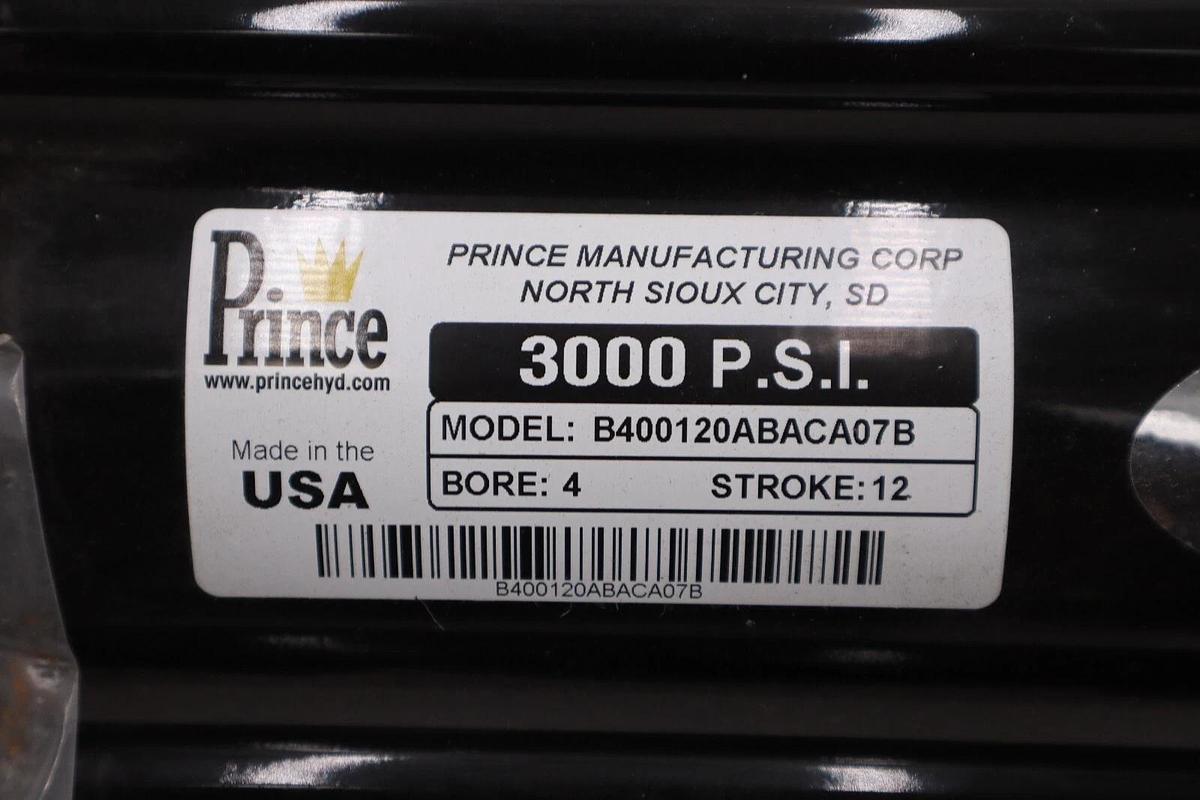 Prince
www.princehyd.com
Made in the
USA
PRINCE MANUFACTURING CORP
NORTH SIOUX CITY, SD
3000 P.S.I.
MODEL: B400120ABACA07B
BORE: 4 STROKE: 12
B400120ABACA07B